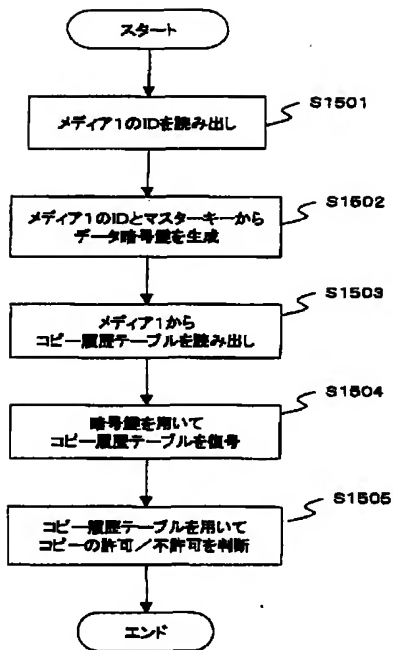 スタート
メディア1のIDを読み出し
S1501
メディア1のIDとマスターキーから
データ暗号鍵を生成
S1502
メディア1から
コピー履歴テーブルを読み出し
S1503
暗号鍵を用いて
コピー履歴テーブルを復号
S1504
コピー履歴テーブルを用いて
コピーの許可/不許可を判断
S1505
エンド